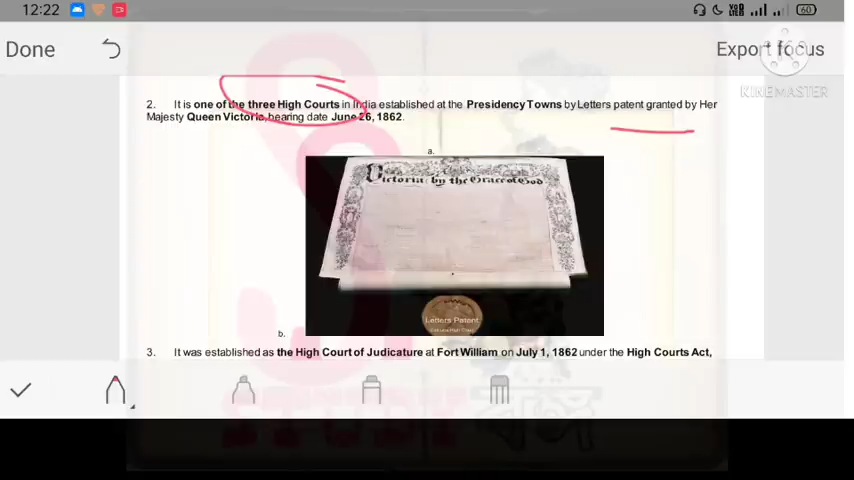 12:22
60
Done
Export focus
KINEMASTER
2. It is one of the three High Courts in India established at the Presidency Towns by Letters patent granted by Her
Majesty Queen Victoria, bearing date June 26, 1862.
a.
Victoria by the Grace of God
Letters Patent
b.
3. It was established as the High Court of Judicature at Fort William on July 1, 1862 under the High Courts Act,
STUDY